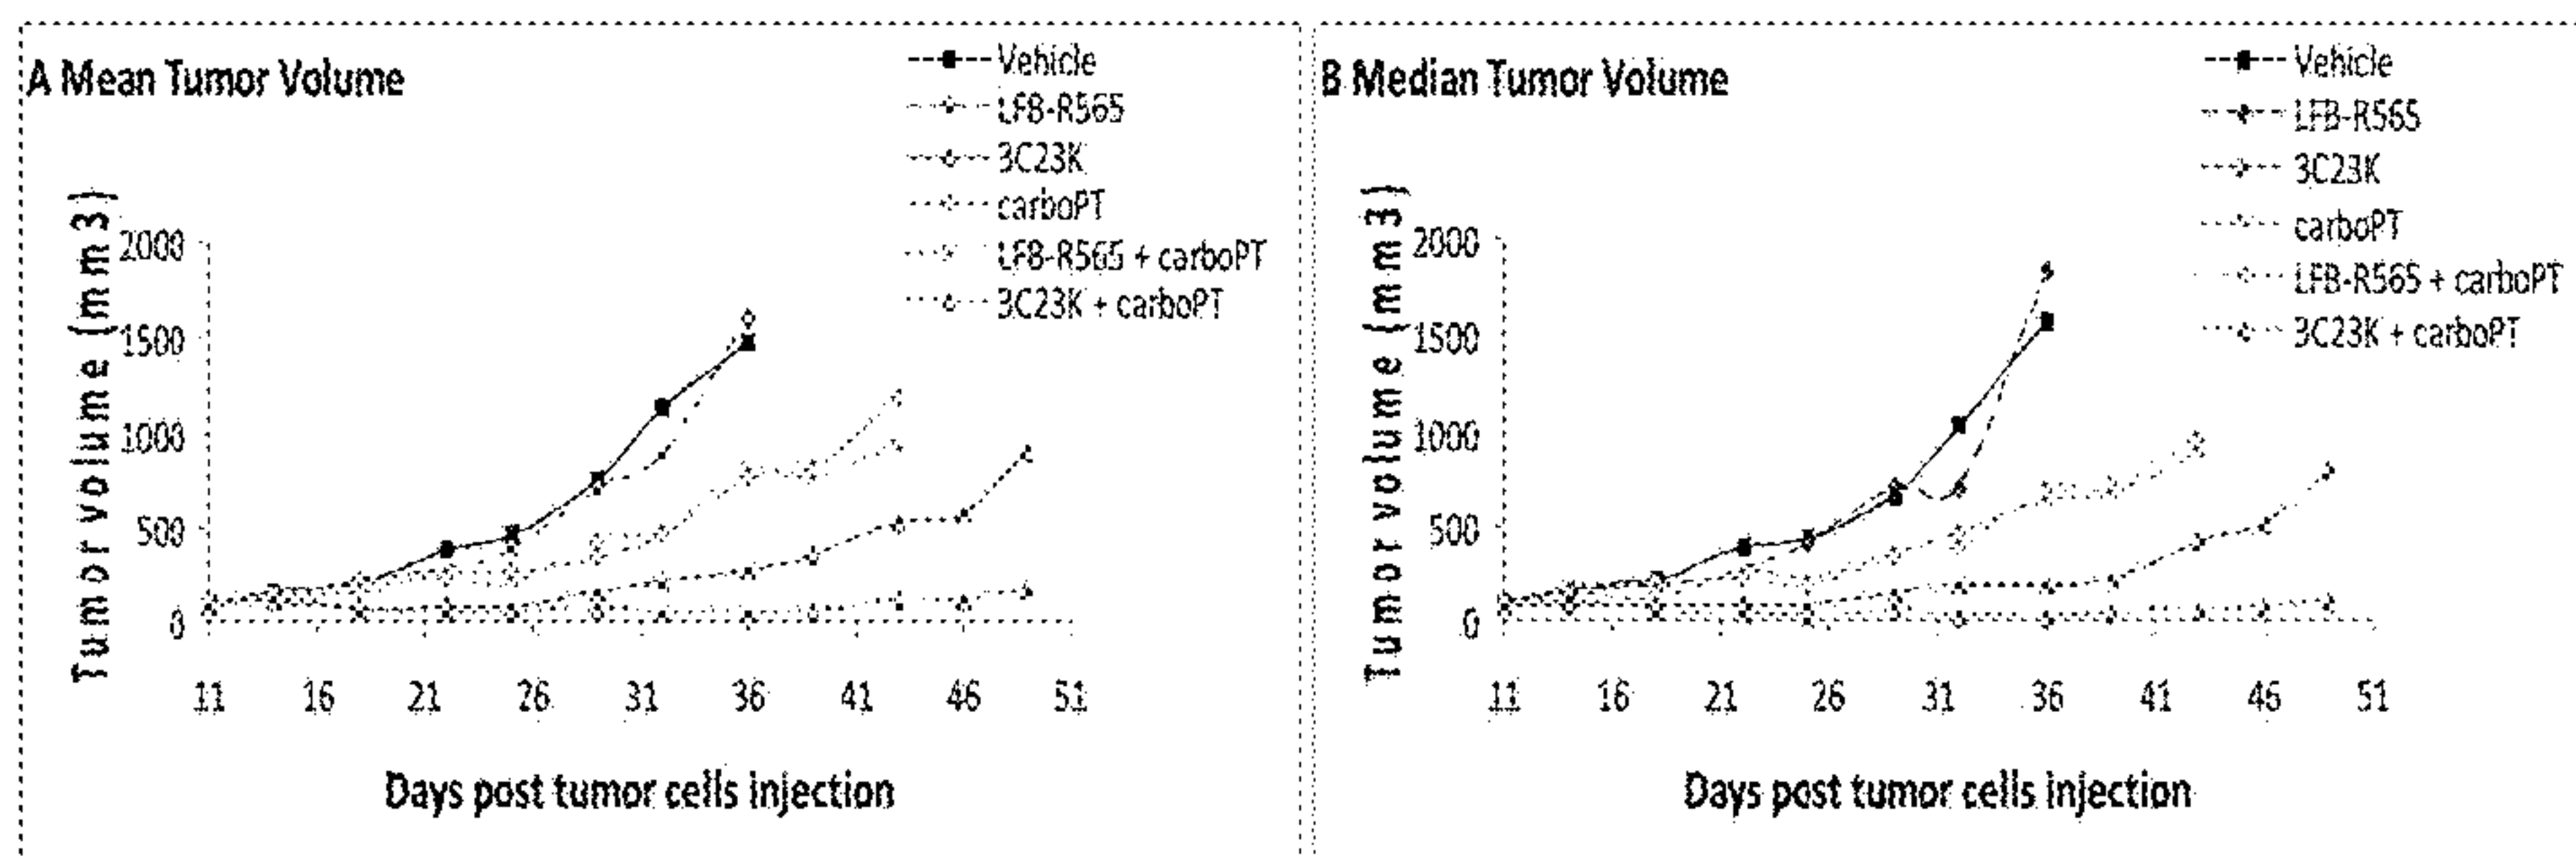 A Mean Tumor Volume
Vehicle
LFB-R565
3C23K
carboPT
LFB-R565 + carboPT
3C23K + carboPT
Tumor volume (mm3)
2000
1500
1000
500
0
11 16 21 26 31 36 41 46 51
Days post tumor cells injection
B Median Tumor Volume
Vehicle
LFB-R565
3C23K
carboPT
LFB-R565 + carboPT
3C23K + carboPT
Tumor volume (mm3)
2000
1500
1000
500
0
11 16 21 26 31 36 41 46 51
Days post tumor cells injection